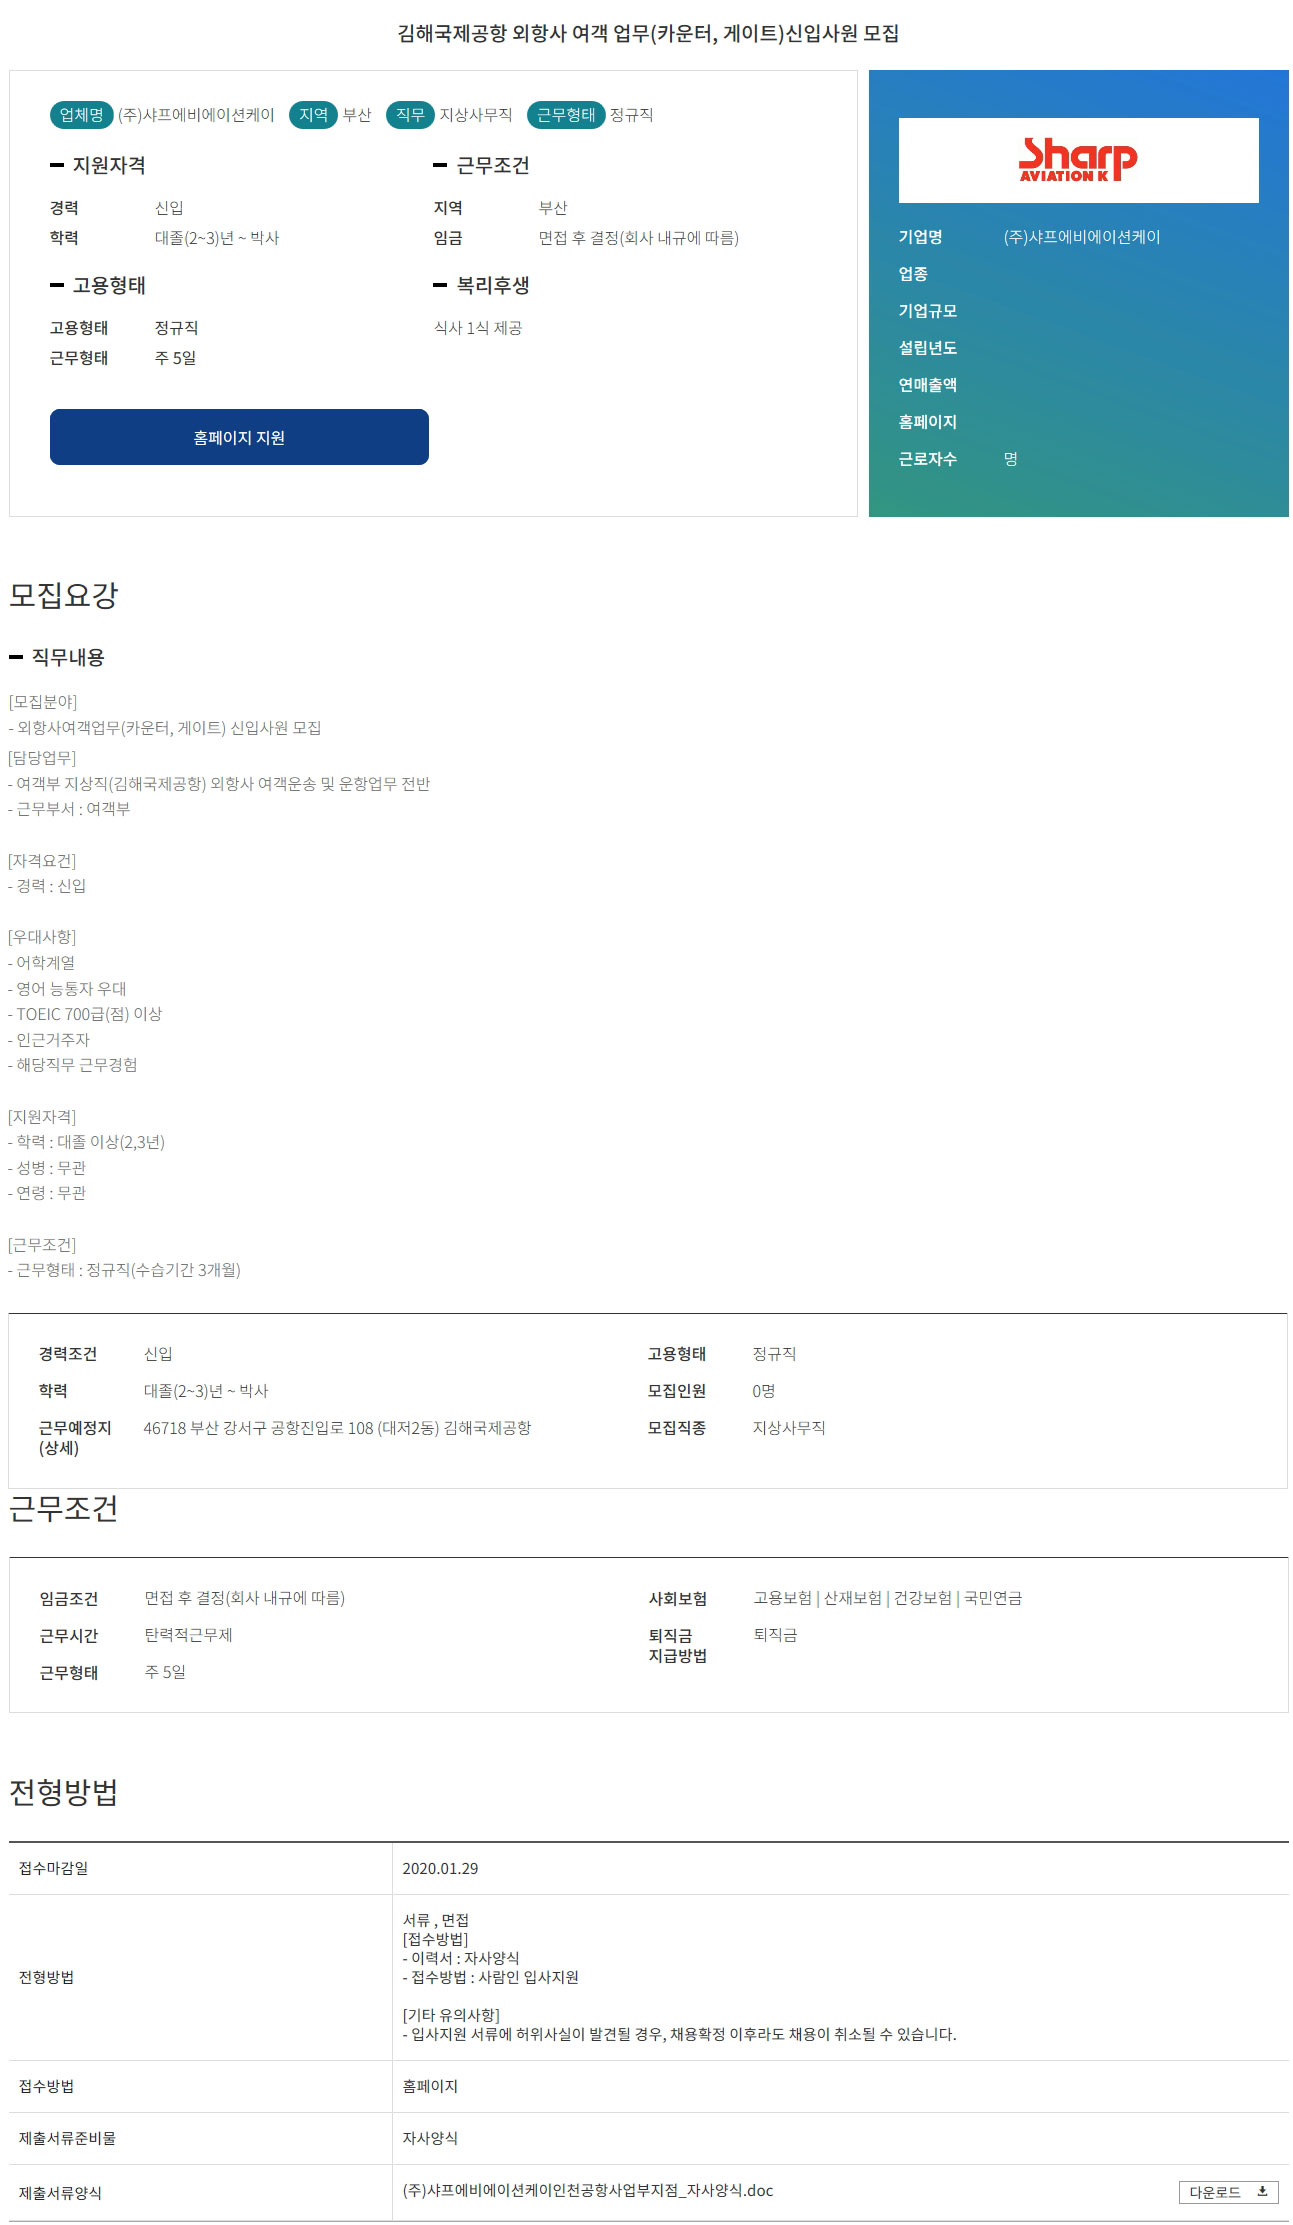 김해국제공항 외항사 여객 업무(카운터, 게이트)신입사원 모집
업체명 (주)샤프에비에이션케이 지역 부산 직무 지상사무직 근무형태 정규직
지원자격
경력 신입
학력 대졸(2~3)년 ~ 박사
근무조건
지역 부산
임금 면접 후 결정(회사 내규에 따름)
고용형태
고용형태 정규직
근무형태 주 5일
복리후생
식사 1식 제공
홈페이지 지원
Sharp
AVIATION K
기업명 (주)샤프에비에이션케이
업종
기업규모
설립년도
연매출액
홈페이지
근로자수 명
모집요강
직무내용
[모집분야]
- 외항사여객업무(카운터, 게이트) 신입사원 모집
[담당업무]
- 여객부 지상직(김해국제공항) 외항사 여객운송 및 운항업무 전반
- 근무부서 : 여객부
[자격요건]
- 경력 : 신입
[우대사항]
- 어학계열
- 영어 능통자 우대
- TOEIC 700급(점) 이상
- 인근거주자
- 해당직무 근무경험
[지원자격]
- 학력 : 대졸 이상(2,3년)
- 성병 : 무관
- 연령 : 무관
[근무조건]
- 근무형태 : 정규직(수습기간 3개월)
경력조건 신입
학력 대졸(2~3)년 ~ 박사
근무예정지 46718 부산 강서구 공항진입로 108 (대저2동) 김해국제공항
(상세)
고용형태 정규직
모집인원 0명
모집직종 지상사무직
근무조건
임금조건 면접 후 결정(회사 내규에 따름)
근무시간 탄력적근무제
근무형태 주 5일
사회보험 고용보험 | 산재보험 | 건강보험 | 국민연금
퇴직금 퇴직금
지급방법
전형방법
접수마감일 2020.01.29
전형방법
서류 , 면접
[접수방법]
- 이력서 : 자사양식
- 접수방법 : 사람인 입사지원
[기타 유의사항]
- 입사지원 서류에 허위사실이 발견될 경우, 채용확정 이후라도 채용이 취소될 수 있습니다.
접수방법 홈페이지
제출서류준비물 자사양식
제출서류양식 (주)샤프에비에이션케이인천공항사업부지점_자사양식.doc 다운로드